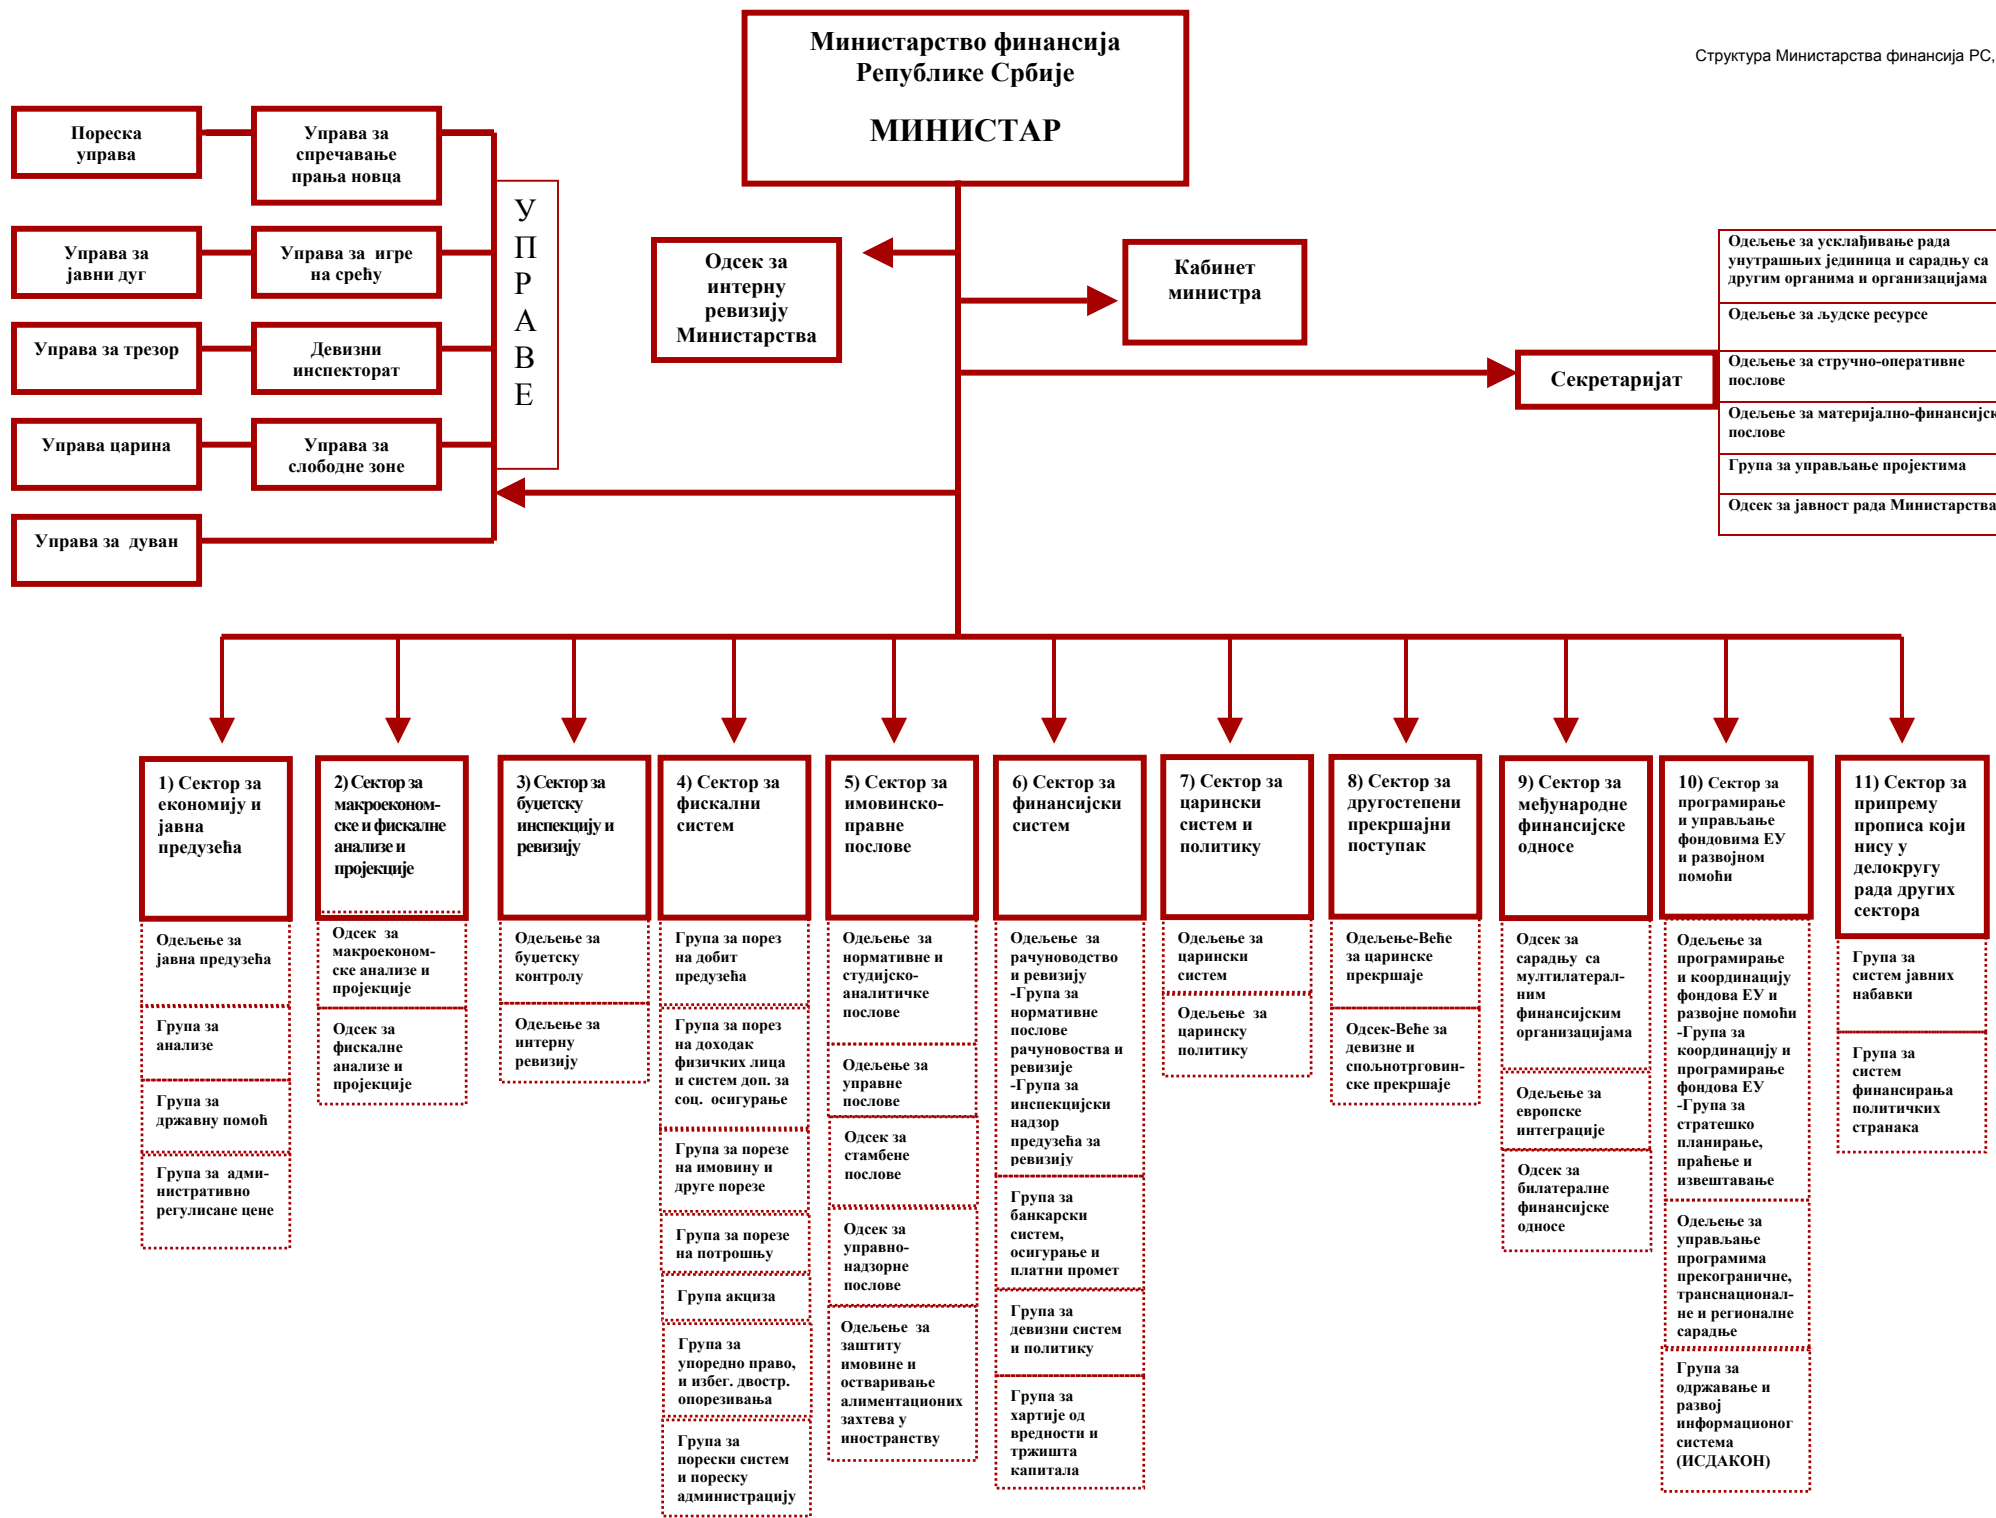 Министарство финансија
Републике Србије
МИНИСТАР
Структура Министарства финансија РС,
Пореска
управа
Управа за
спречавање
прања новца
Управа за
јавни дуг
Управа за игре
на срећу
Управа за трезор
Девизни
инспекторат
Управа царина
Управа за
слободне зоне
Управа за дуван
У
П
Р
А
В
Е
Одсек за
интерну
ревизију
Министарства
Кабинет
министра
Секретаријат
Одељење за усклађивање рада
унутрашњих јединица и сарадњу са
другим органима и организацијама
Одељење за људске ресурсе
Одељење за стручно-оперативне
послове
Одељење за материјално-финансијск
послове
Група за управљање пројектима
Одсек за јавност рада Министарства
1) Сектор за
економију и
јавна
предузећа
Одељење за
јавна предузећа
Група за
анализе
Група за
државну помоћ
Група за адми-
нистративно
регулисане цене
2) Сектор за
макроеконом-
ске и фискалне
анализе и
пројекције
Одсек за
макроеконом-
ске анализе и
пројекције
Одсек за
фискалне
анализе и
пројекције
3) Сектор за
буџетску
инспекцију и
ревизију
Одељење за
буџетску
контролу
Одељење за
интерну
ревизију
4) Сектор за
фискални
систем
Група за порез
на добит
предузећа
Група за порез
на доходак
физичких лица
и систем доп. за
соц. осигурање
Група за порезе
на имовину и
друге порезе
Група за порезе
на потрошњу
Група акциза
Група за
упоредно право,
и избег. двостр.
опорезивања
Група за
порески систем
и пореску
администрацију
5) Сектор за
имовинско-
правне
послове
Одељење за
нормативне и
студијско-
аналитичке
послове
Одељење за
управне
послове
Одсек за
стамбене
послове
Одсек за
управно-
надзорне
послове
Одељење за
заштиту
имовине и
остваривање
алиментационих
захтева у
иностранству
6) Сектор за
финансијски
систем
Одељење за
рачуноводство
и ревизију
-Група за
нормативне
послове
рачуновоства и
ревизије
-Група за
инспекцијски
надзор
предузећа за
ревизију
Група за
банкарски
систем,
осигурање и
платни промет
Група за
девизни систем
и политику
Група за
хартије од
вредности и
тржишта
капитала
7) Сектор за
царински
систем и
политику
Одељење за
царински
систем
Одељење за
царинску
политику
8) Сектор за
другостепени
прекршајни
поступак
Одељење-Веће
за царинске
прекршаје
Одсек-Веће за
девизне и
спољнотрговин-
ске прекршаје
9) Сектор за
међународне
финансијске
односе
Одсек за
сарадњу са
мултилатерал-
ним
финансијским
организацијама
Одељење за
европске
интеграције
Одсек за
билатералне
финансијске
односе
10) Сектор за
програмирање
и управљање
фондовима ЕУ
и развојном
помоћи
Одељење за
програмирање
и координацију
фондова ЕУ и
развојне помоћи
-Група за
координацију и
програмирање
фондова ЕУ
-Група за
стратешко
планирање,
праћење и
извештавање
Одељење за
управљање
програмима
прекограничне,
транснационал-
не и регионалне
сарадње
Група за
одржавање и
развој
информационог
система
(ИСДАКОН)
11) Сектор за
припрему
прописа који
нису у
делокругу
рада других
сектора
Група за
систем јавних
набавки
Група за
систем
финансирања
политичких
странака